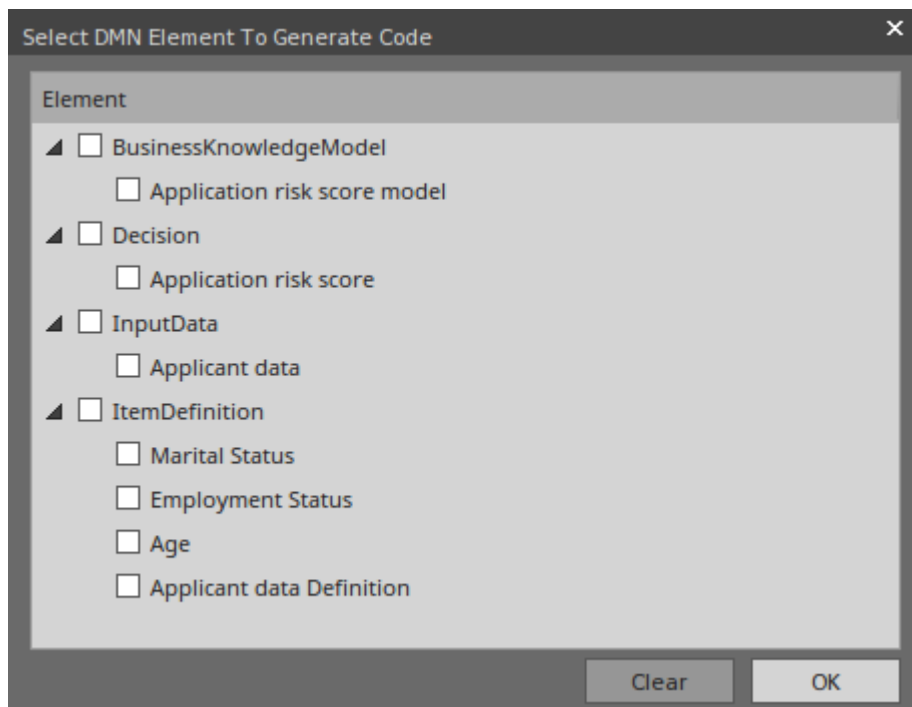 Select DMN Element To Generate Code
Element
BusinessKnowledgeModel
Application risk score model
Decision
Application risk score
InputData
Applicant data
ItemDefinition
Marital Status
Employment Status
Age
Applicant data Definition
Clear OK